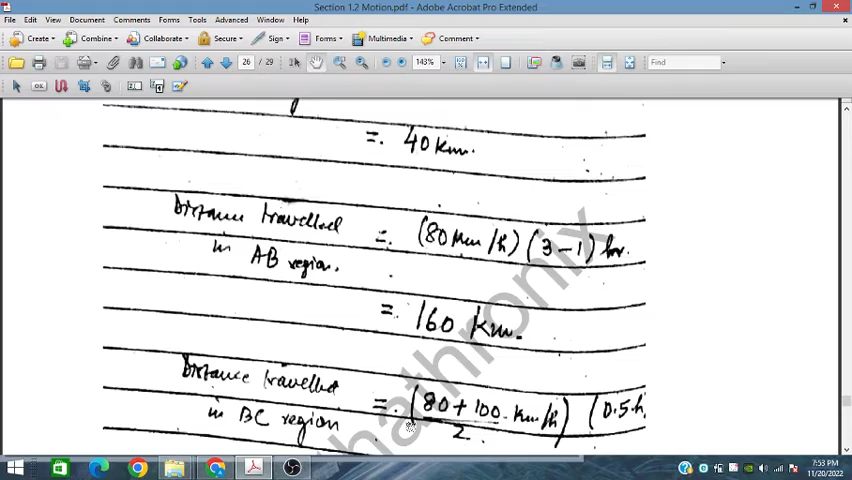 Section 1.2 Motion.pdf - Adobe Acrobat Pro Extended
File Edit View Document Comments Forms Tools Advanced Window Help
Create Combine Collaborate Secure Sign Forms Multimedia Comment
26 / 29 143% Find
= 40 km.
Distance travelled = (80 km/h) (3-1) hr.
in AB region.
= 160 km.
Distance travelled = (80+100 km/h) (0.5 h
in BC region 2
hathronix
7:53 PM
11/20/2022